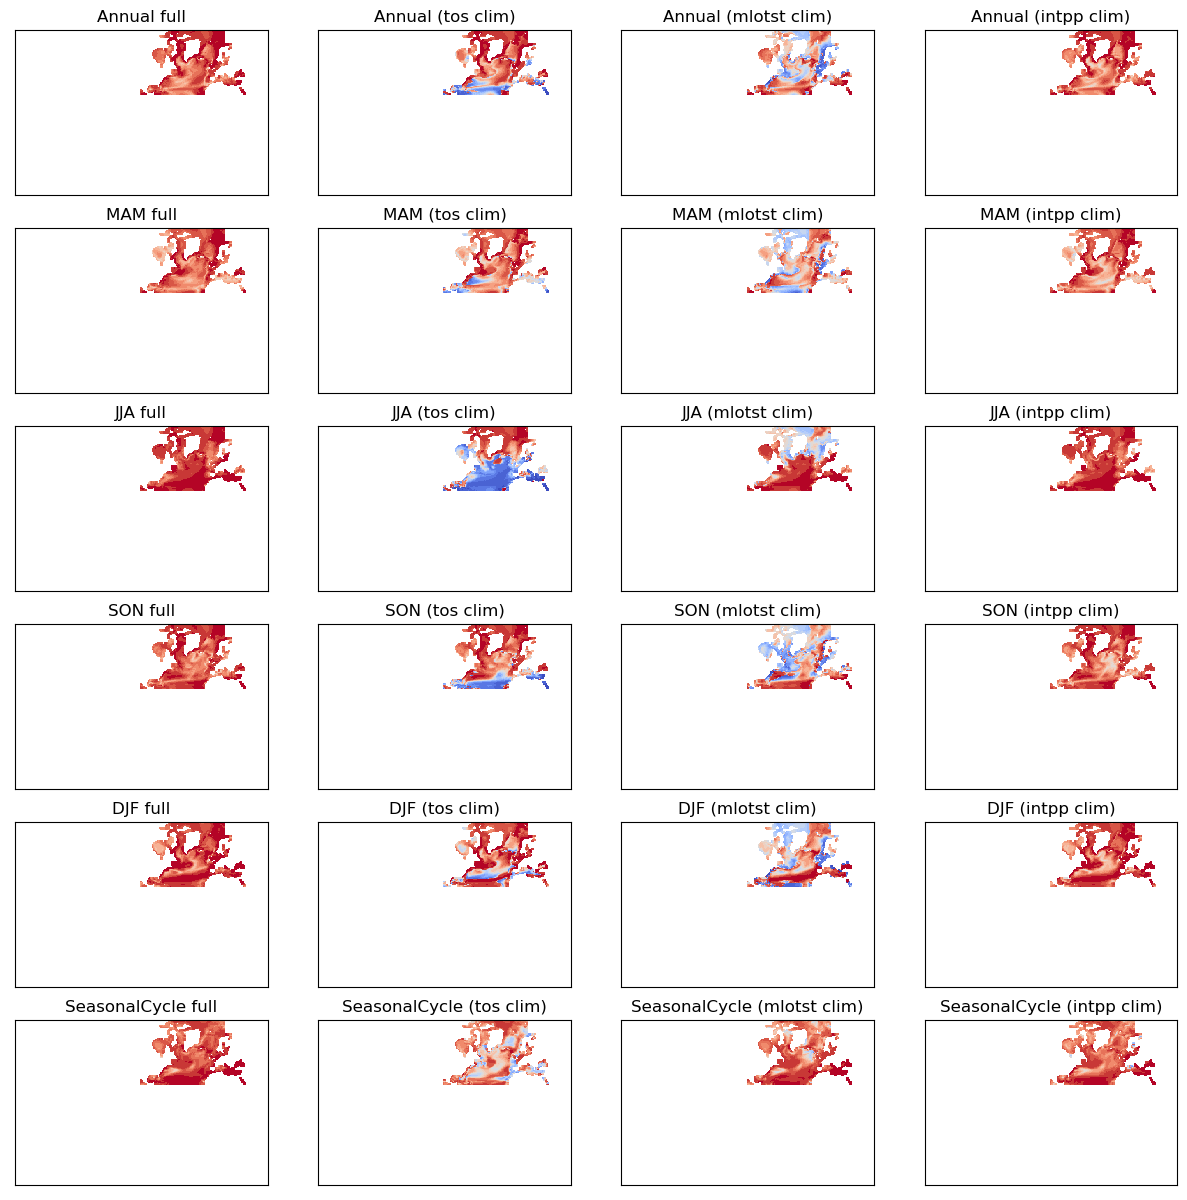 Annual full
Annual (tos clim)
Annual (mlotst clim)
Annual (intpp clim)
MAM full
MAM (tos clim)
MAM (mlotst clim)
MAM (intpp clim)
JJA full
JJA (tos clim)
JJA (mlotst clim)
JJA (intpp clim)
SON full
SON (tos clim)
SON (mlotst clim)
SON (intpp clim)
DJF full
DJF (tos clim)
DJF (mlotst clim)
DJF (intpp clim)
SeasonalCycle full
SeasonalCycle (tos clim)
SeasonalCycle (mlotst clim)
SeasonalCycle (intpp clim)